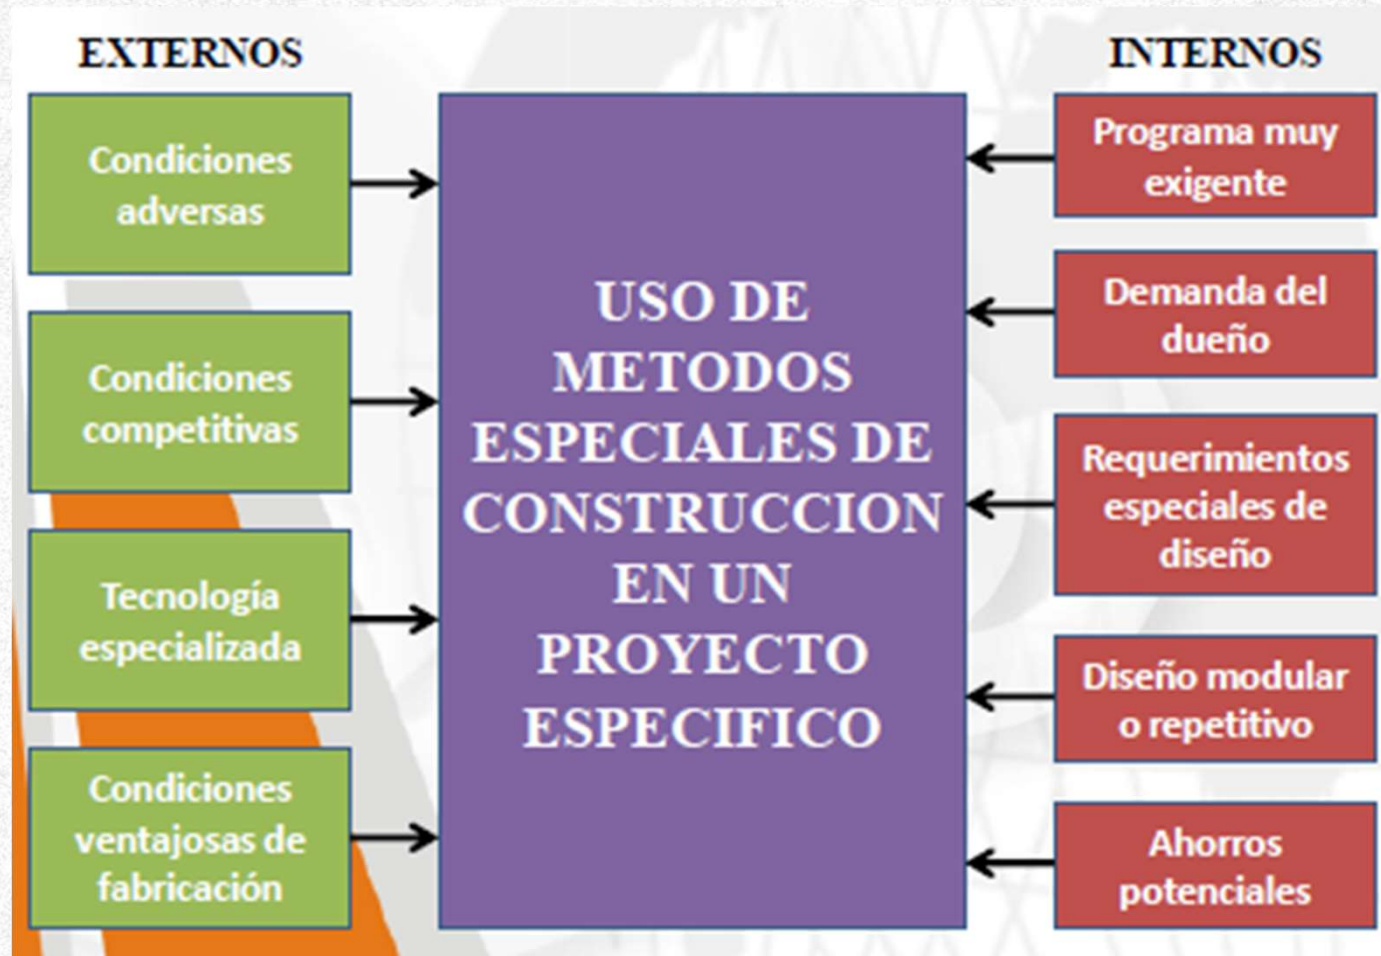 EXTERNOS
Condiciones
adversas
Condiciones
competitivas
Tecnología
especializada
Condiciones
ventajosas de
fabricación
USO DE
METODOS
ESPECIALES DE
CONSTRUCCION
EN UN
PROYECTO
ESPECIFICO
INTERNOS
Programa muy
exigente
Demanda del
dueño
Requerimientos
especiales de
diseño
Diseño modular
o repetitivo
Ahorros
potenciales